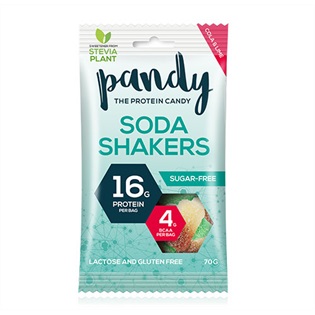 SWEETENED FROM
STEVIA
PLANT
COLA & LIME
pandy
THE PROTEIN CANDY
SODA
SHAKERS
SUGAR-FREE
16G
PROTEIN
PER BAG
4G
BCAA
PER BAG
LACTOSE AND GLUTEN FREE
70G